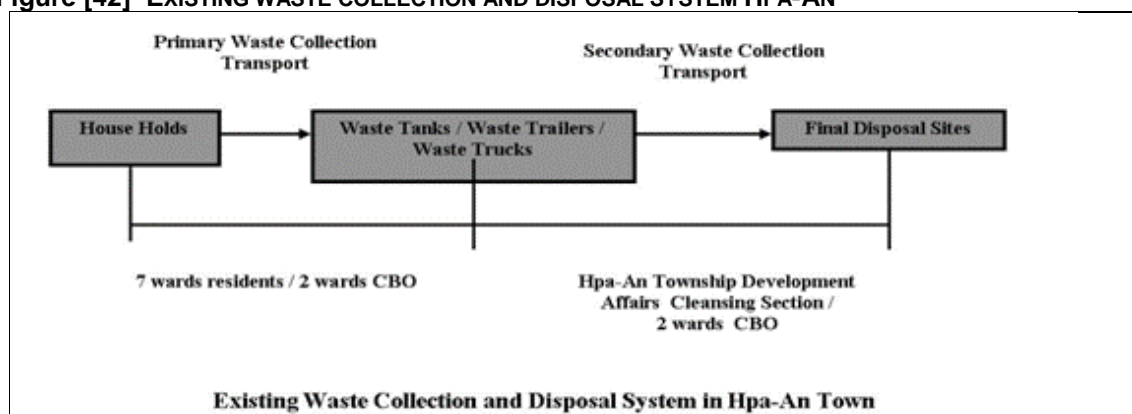 Figure [42] EXISTING WASTE COLLECTION AND DISPOSAL SYSTEM HPA-AN
Primary Waste Collection
Transport
Secondary Waste Collection
Transport
House Holds
Waste Tanks / Waste Trailers /
Waste Trucks
Final Disposal Sites
7 wards residents / 2 wards CBO
Hpa-An Township Development
Affairs Cleansing Section /
2 wards CBO
Existing Waste Collection and Disposal System in Hpa-An Town